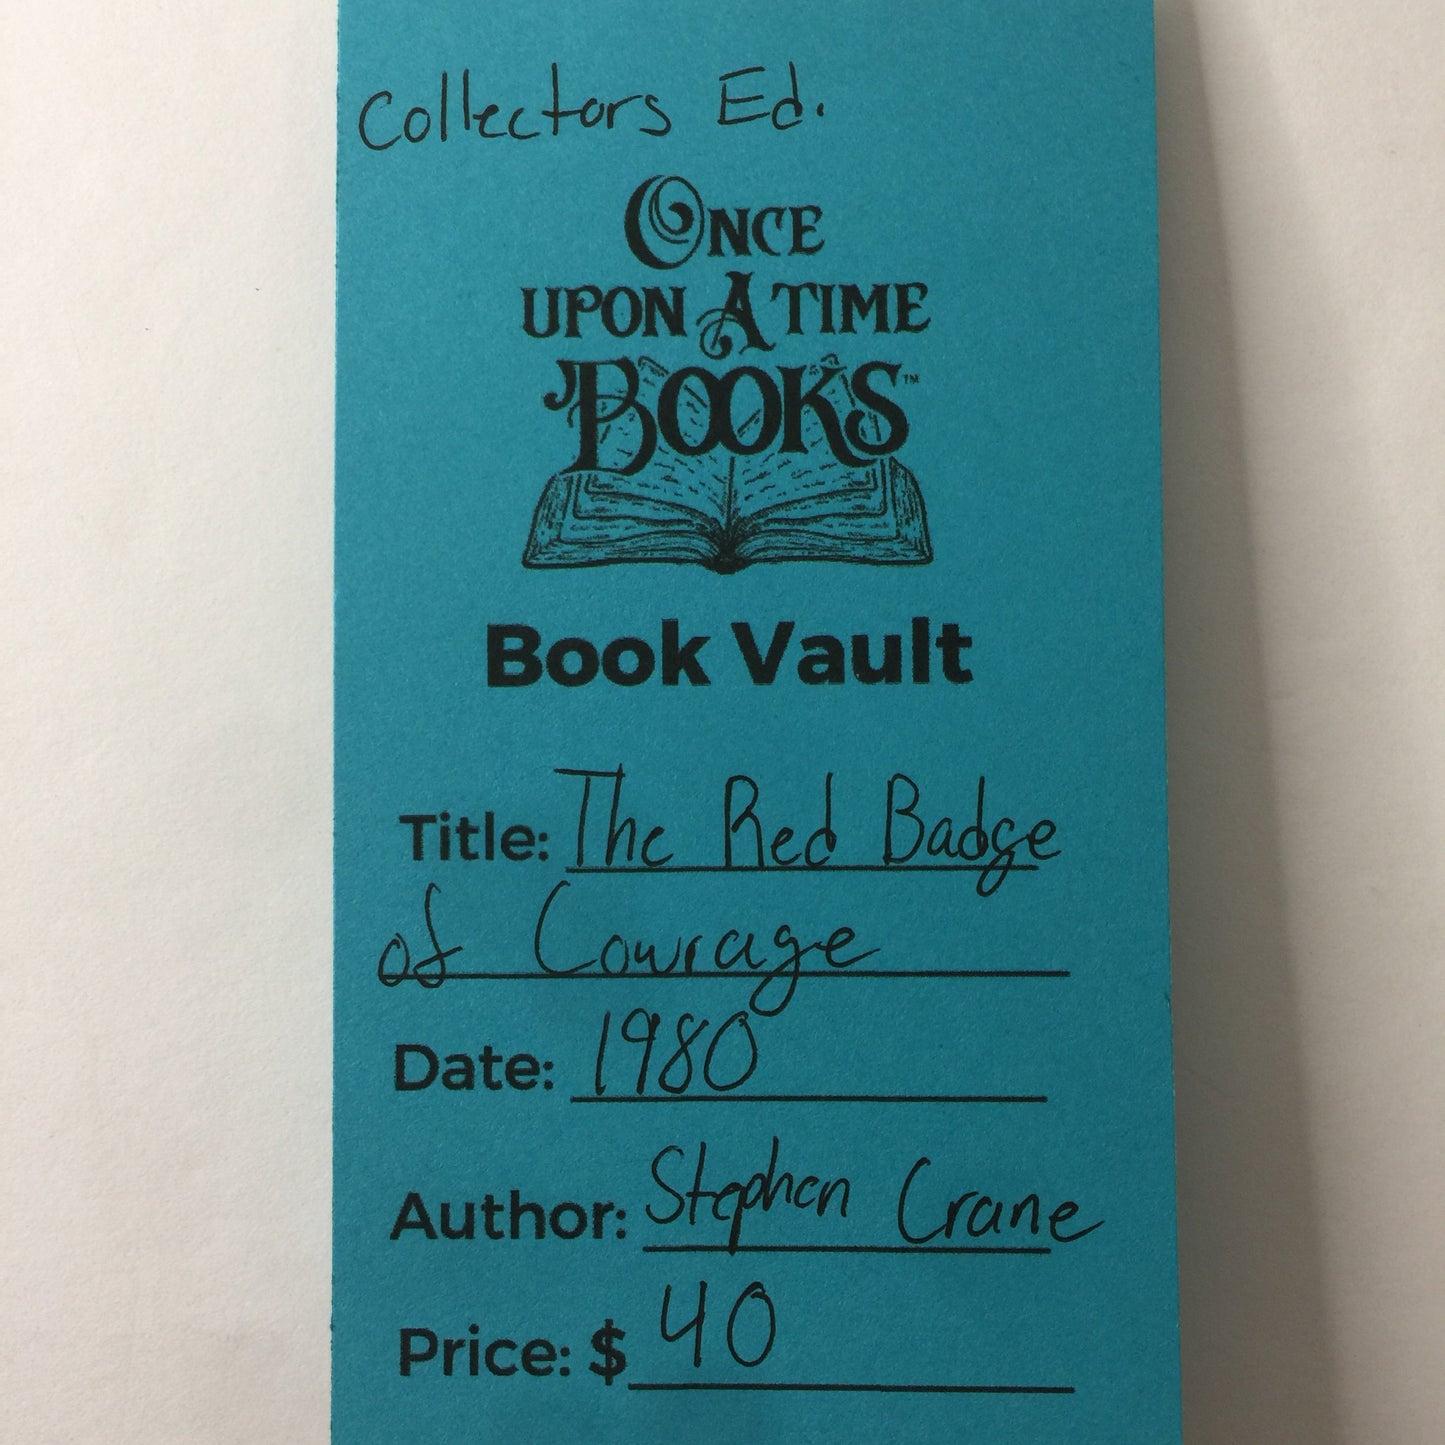 Collectors Ed.
ONCE
UPON A TIME
BOOKS™
Book Vault
Title: The Red Badge
of Courage
Date: 1980
Author: Stephen Crane
Price: $ 40